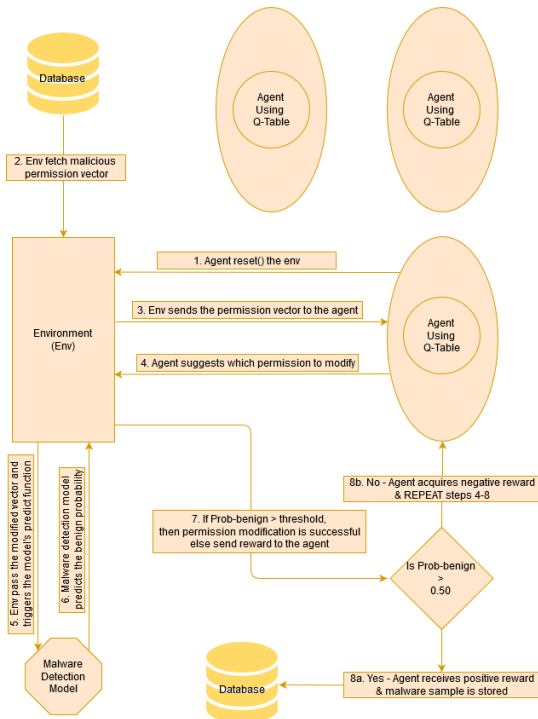 Database
Agent
Using
Q-Table
Agent
Using
Q-Table
2. Env fetch malicious
permission vector
1. Agent reset() the env
3. Env sends the permission vector to the agent
Environment
(Env)
Agent
Using
Q-Table
4. Agent suggests which permission to modify
5. Env pass the modified vector and
triggers the model's predict function
6. Malware detection model
predicts the benign probability
8b. No - Agent acquires negative reward
& REPEAT steps 4-8
7. If Prob-benign > threshold,
then permission modification is successful
else send reward to the agent
Is Prob-benign
>
0.50
Malware
Detection
Model
Database
8a. Yes - Agent receives positive reward
& malware sample is stored